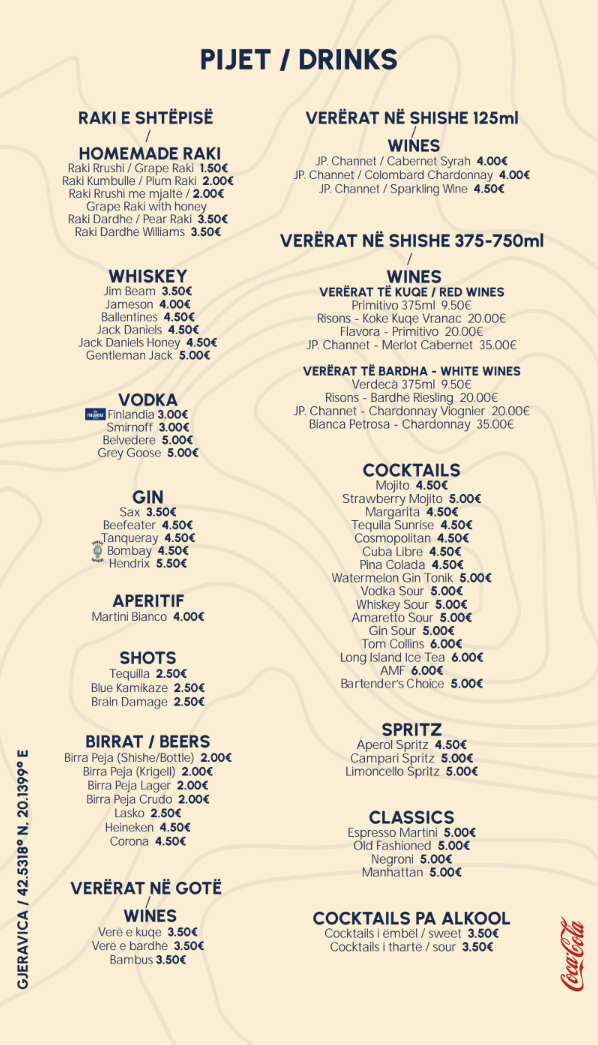 PIJET / DRINKS
RAKI E SHTËPISË
/
HOMEMADE RAKI
Raki Rrushi / Grape Raki 1.50€
Raki Kumbulle / Plum Raki 2.00€
Raki Rrushi me mjaltë / 2.00€
Grape Raki with honey
Raki Dardhe / Pear Raki 3.50€
Raki Dardhe Williams 3.50€
WHISKEY
Jim Beam 3.50€
Jameson 4.00€
Ballentines 4.50€
Jack Daniels 4.50€
Jack Daniels Honey 4.50€
Gentleman Jack 5.00€
VODKA
FINLANDIA
Finlandia 3.00€
Smirnoff 3.00€
Belvedere 5.00€
Grey Goose 5.00€
GIN
Sax 3.50€
Beefeater 4.50€
Tanqueray 4.50€
Bombay 4.50€
Hendrix 5.50€
APERITIF
Martini Bianco 4.00€
SHOTS
Tequilla 2.50€
Blue Kamikaze 2.50€
Brain Damage 2.50€
BIRRAT / BEERS
Birra Peja (Shishe/Bottle) 2.00€
Birra Peja (Krigell) 2.00€
Birra Peja Lager 2.00€
Birra Peja Crudo 2.00€
Lasko 2.50€
Heineken 4.50€
Corona 4.50€
VERËRAT NË GOTË
/
WINES
Verë e kuqe 3.50€
Verë e bardhë 3.50€
Bambus 3.50€
VERËRAT NË SHISHE 125ml
/
WINES
JP. Channet / Cabernet Syrah 4.00€
JP. Channet / Colombard Chardonnay 4.00€
JP. Channet / Sparkling Wine 4.50€
VERËRAT NË SHISHE 375-750ml
/
WINES
VERËRAT TË KUQE / RED WINES
Primitivo 375ml 9.50€
Risons - Koke Kuqe Vranac 20.00€
Flavora - Primitivo 20.00€
JP. Channet - Merlot Cabernet 35.00€
VERËRAT TË BARDHA - WHITE WINES
Verdeca 375ml 9.50€
Risons - Bardhë Riesling 20.00€
JP. Channet - Chardonnay Viognier 20.00€
Bianca Petrosa - Chardonnay 35.00€
COCKTAILS
Mojito 4.50€
Strawberry Mojito 5.00€
Margarita 4.50€
Tequila Sunrise 4.50€
Cosmopolitan 4.50€
Cuba Libre 4.50€
Pina Colada 4.50€
Watermelon Gin Tonik 5.00€
Vodka Sour 5.00€
Whiskey Sour 5.00€
Amaretto Sour 5.00€
Gin Sour 5.00€
Tom Collins 6.00€
Long Island Ice Tea 6.00€
AMF 6.00€
Bartender's Choice 5.00€
SPRITZ
Aperol Spritz 4.50€
Campari Spritz 5.00€
Limoncello Spritz 5.00€
CLASSICS
Espresso Martini 5.00€
Old Fashioned 5.00€
Negroni 5.00€
Manhattan 5.00€
COCKTAILS PA ALKOOL
Cocktails i ëmbël / sweet 3.50€
Cocktails i thartë / sour 3.50€
GJERAVICA / 42.5318° N, 20.1399° E
Coca-Cola